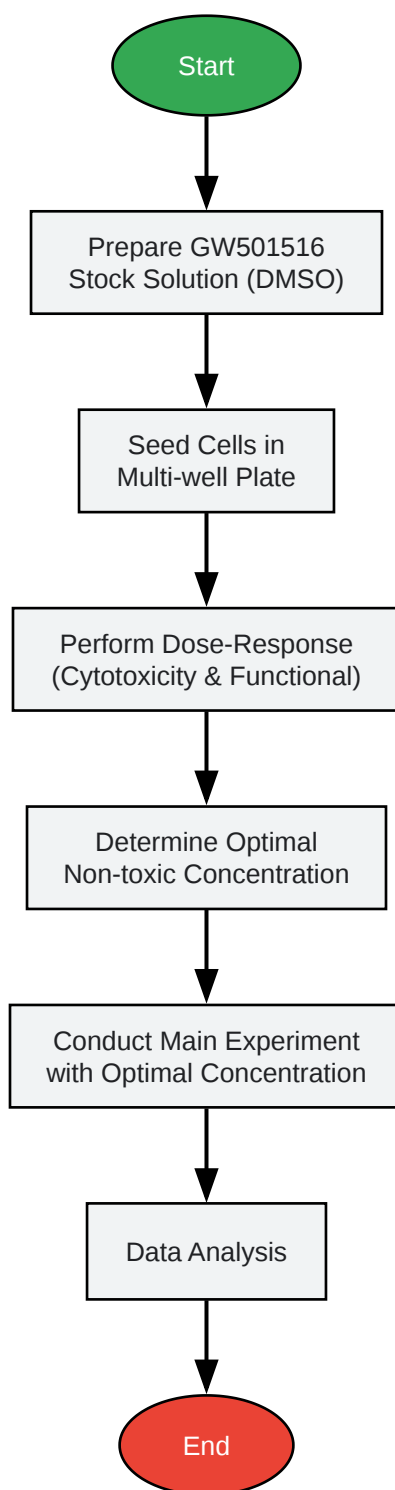 Start
Prepare GW501516
Stock Solution (DMSO)
Seed Cells in
Multi-well Plate
Perform Dose-Response
(Cytotoxicity & Functional)
Determine Optimal
Non-toxic Concentration
Conduct Main Experiment
with Optimal Concentration
Data Analysis
End